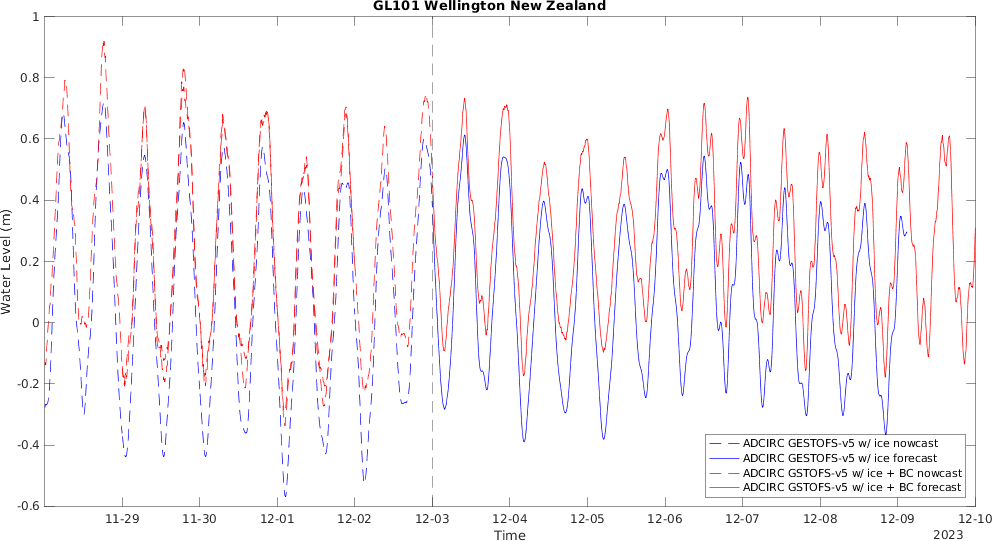 GL101 Wellington New Zealand
1
0.8
0.6
0.4
0.2
0
-0.2
-0.4
-0.6
Water Level (m)
11-29 11-30 12-01 12-02 12-03 12-04 12-05 12-06 12-07 12-08 12-09 12-10
Time
2023
ADCIRC GESTOFS-v5 w/ ice nowcast
ADCIRC GESTOFS-v5 w/ ice forecast
ADCIRC GSTOFS-v5 w/ ice + BC nowcast
ADCIRC GSTOFS-v5 w/ ice + BC forecast